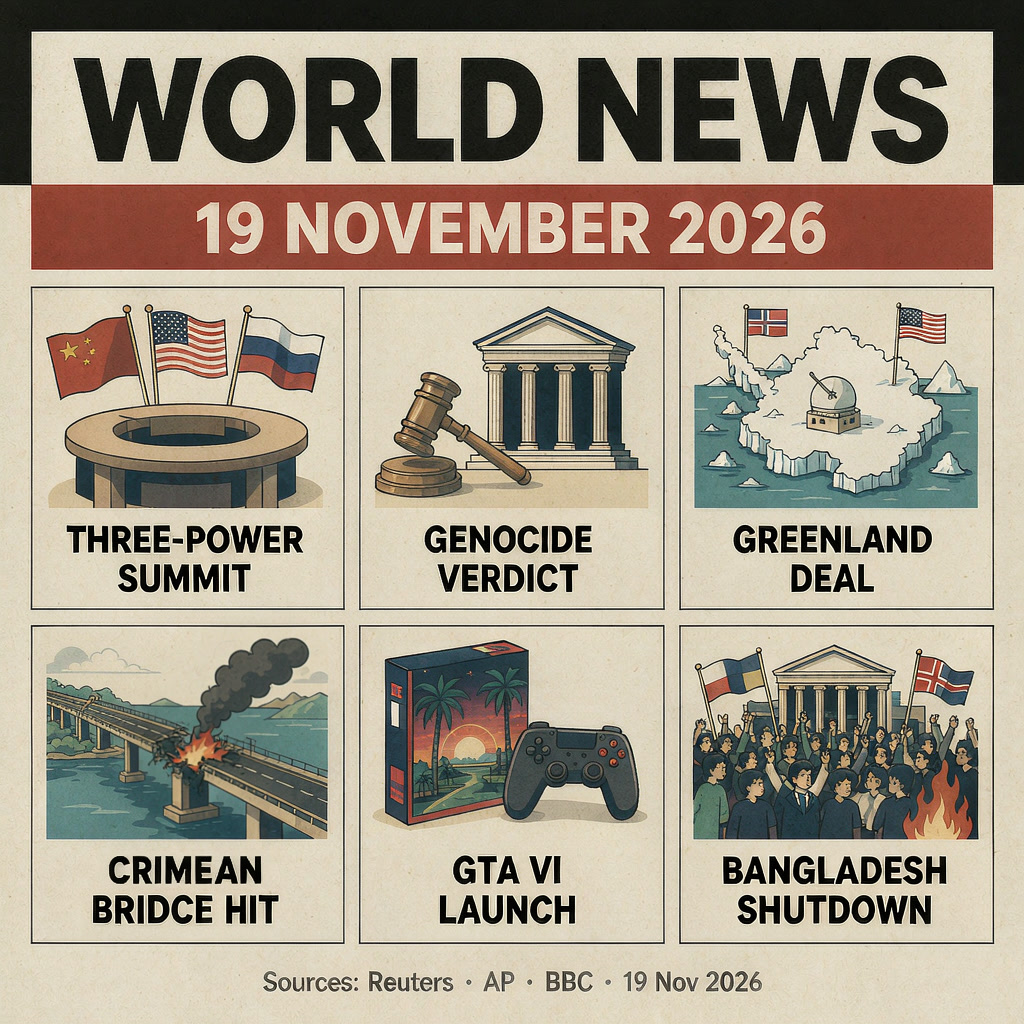 WORLD NEWS
19 NOVEMBER 2026
THREE-POWER
SUMMIT
GENOCIDE
VERDICT
GREENLAND
DEAL
CRIMEAN
BRIDCE HIT
GTA VI
LAUNCH
BANGLADESH
SHUTDOWN
Sources: Reuters · AP · BBC · 19 Nov 2026